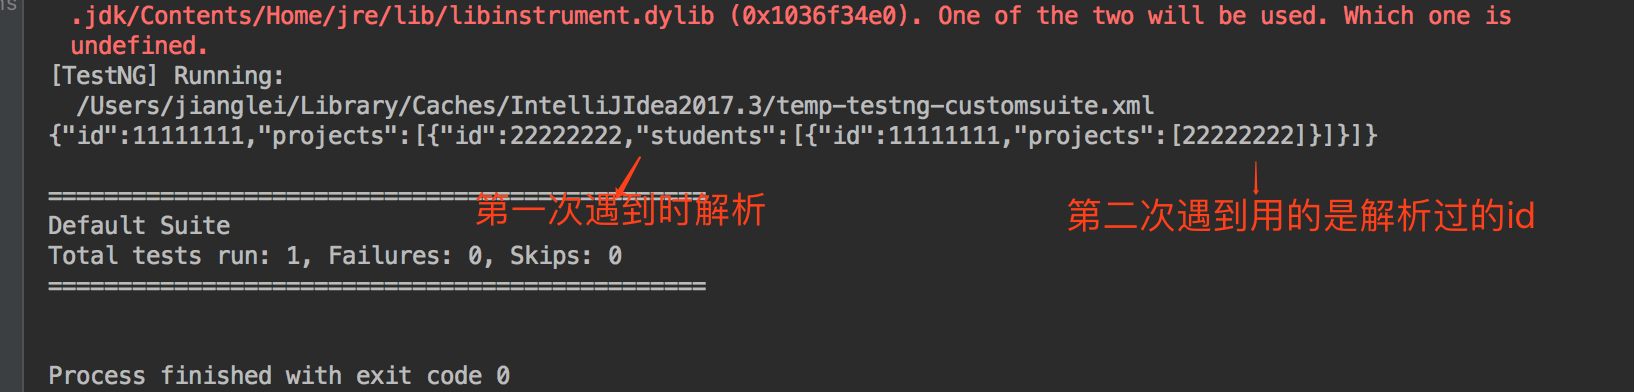 ns
.jdk/Contents/Home/jre/lib/libinstrument.dylib (0x1036f34e0). One of the two will be used. Which one is
undefined.
[TestNG] Running:
/Users/jianglei/Library/Caches/IntelliJIdea2017.3/temp-testng-customsuite.xml
{"id":11111111,"projects":[{"id":22222222,"students":[{"id":11111111,"projects":[22222222]}]}]}
===============================================
第一次遇到时解析
第二次遇到用的是解析过的id
Default Suite
Total tests run: 1, Failures: 0, Skips: 0
===============================================
Process finished with exit code 0